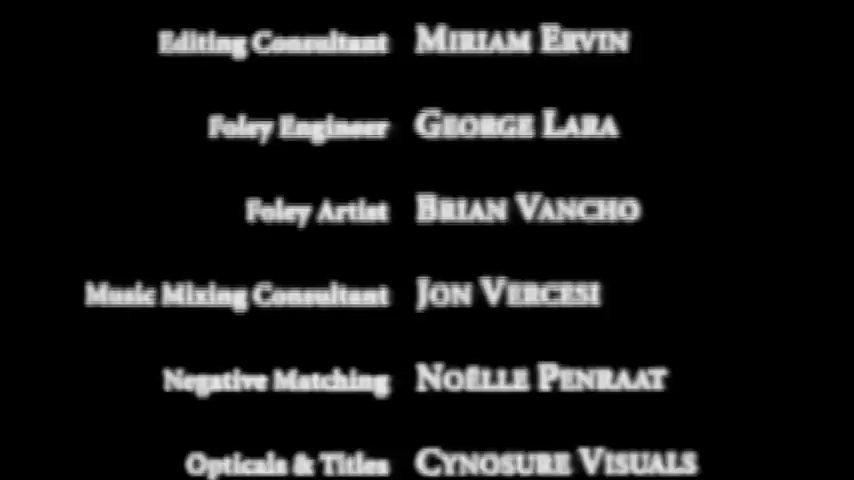 Editing Consultant MIRIAM ERVIN
Foley Engineer GEORGE LARA
Foley Artist BRIAN VANCHO
Music Mixing Consultant JON VERCESI
Negative Matching NOËLLE PENRAAT
Opticals & Titles CYNOSURE VISUALS